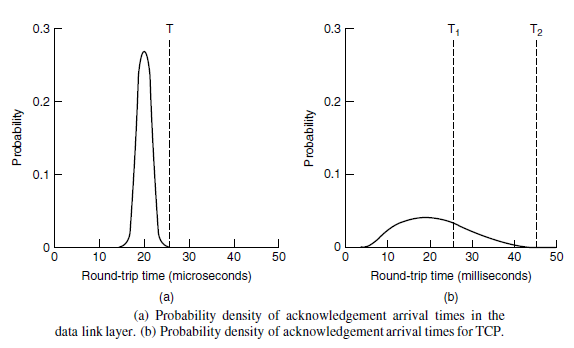 0.3
T
0.2
0.1
0
Probability
0 10 20 30 40 50
Round-trip time (microseconds)
(a)
0.3
T1
T2
0.2
0.1
0
Probability
0 10 20 30 40 50
Round-trip time (milliseconds)
(b)
(a) Probability density of acknowledgement arrival times in the
data link layer. (b) Probability density of acknowledgement arrival times for TCP.